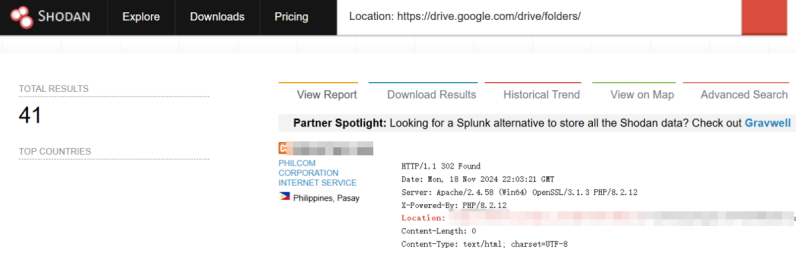 SHODAN Explore Downloads Pricing Location: https://drive.google.com/drive/folders/
TOTAL RESULTS
41
TOP COUNTRIES
View Report Download Results Historical Trend View on Map Advanced Search
Partner Spotlight: Looking for a Splunk alternative to store all the Shodan data? Check out Gravwell
PHILCOM
CORPORATION
INTERNET SERVICE
Philippines, Pasay
HTTP/1.1 302 Found
Date: Mon, 18 Nov 2024 22:03:21 GMT
Server: Apache/2.4.58 (Win64) OpenSSL/3.1.3 PHP/8.2.12
X-Powered-By: PHP/8.2.12
Location:
Content-Length: 0
Content-Type: text/html; charset=UTF-8